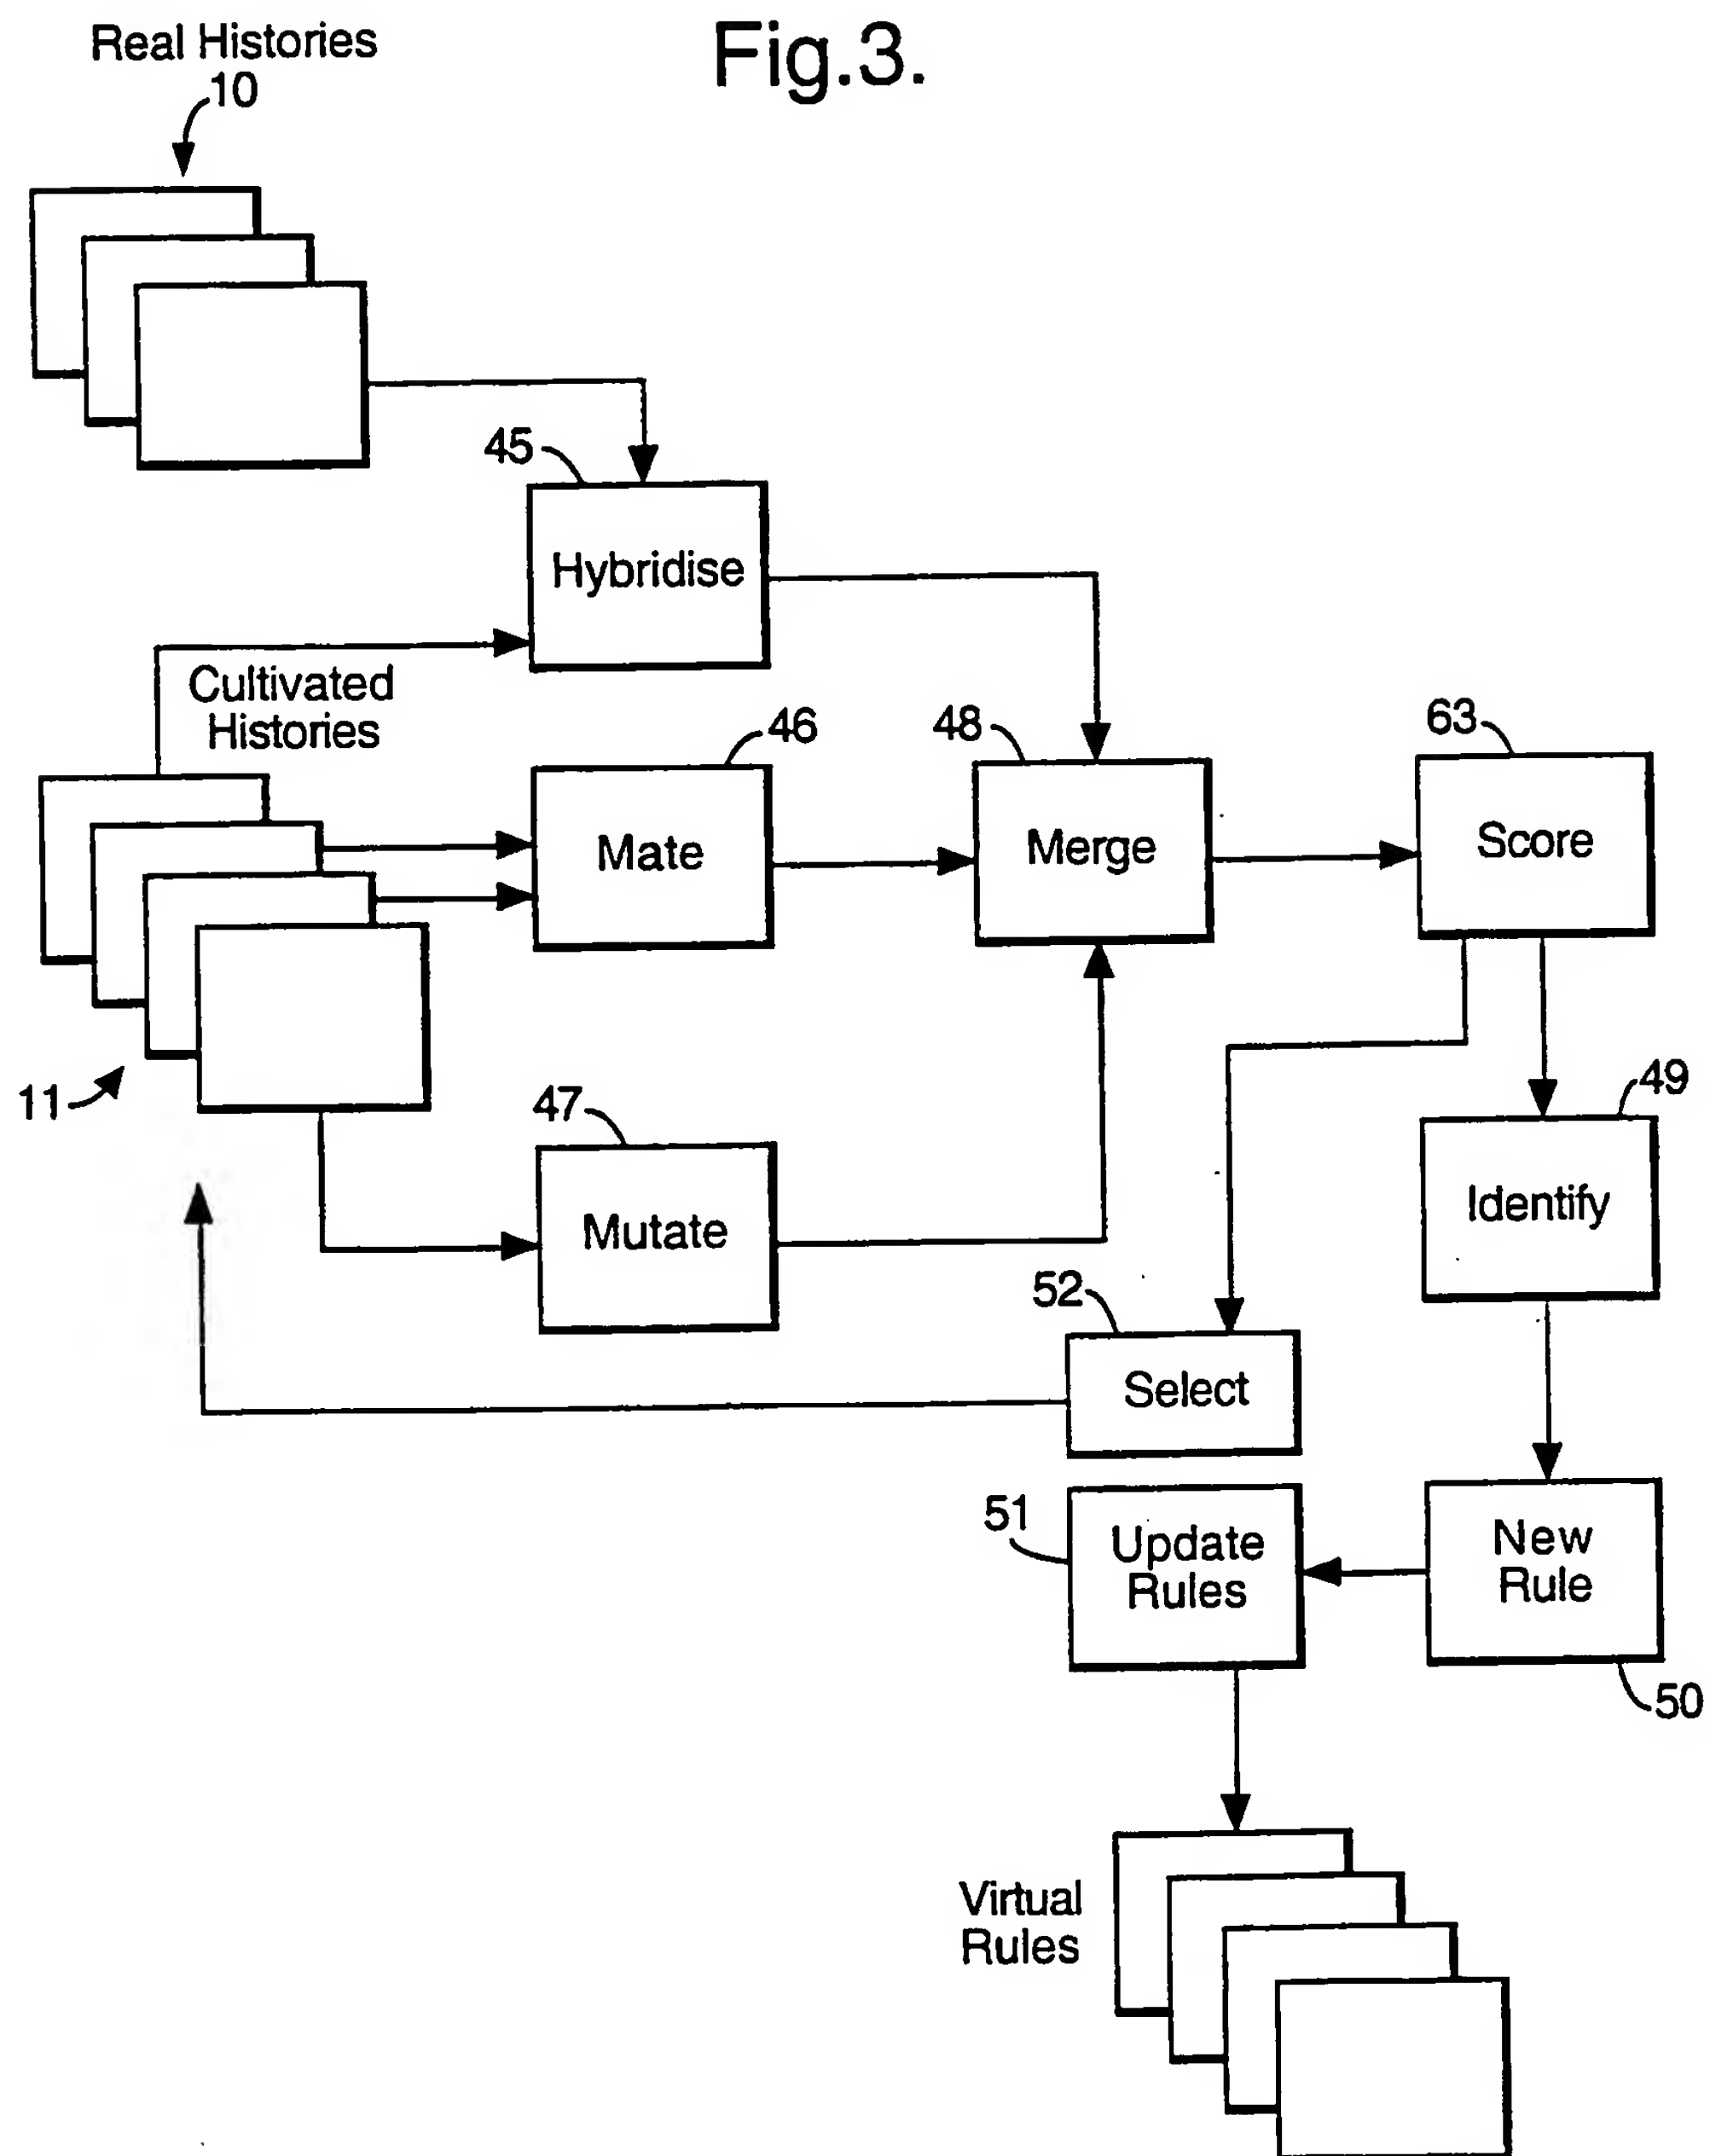 Real Histories
10
Fig.3.
45
Hybridise
Cultivated
Histories
46
48
63
Mate
Merge
Score
11
47
49
Mutate
Identify
52
Select
51
Update
Rules
New
Rule
50
Virtual
Rules